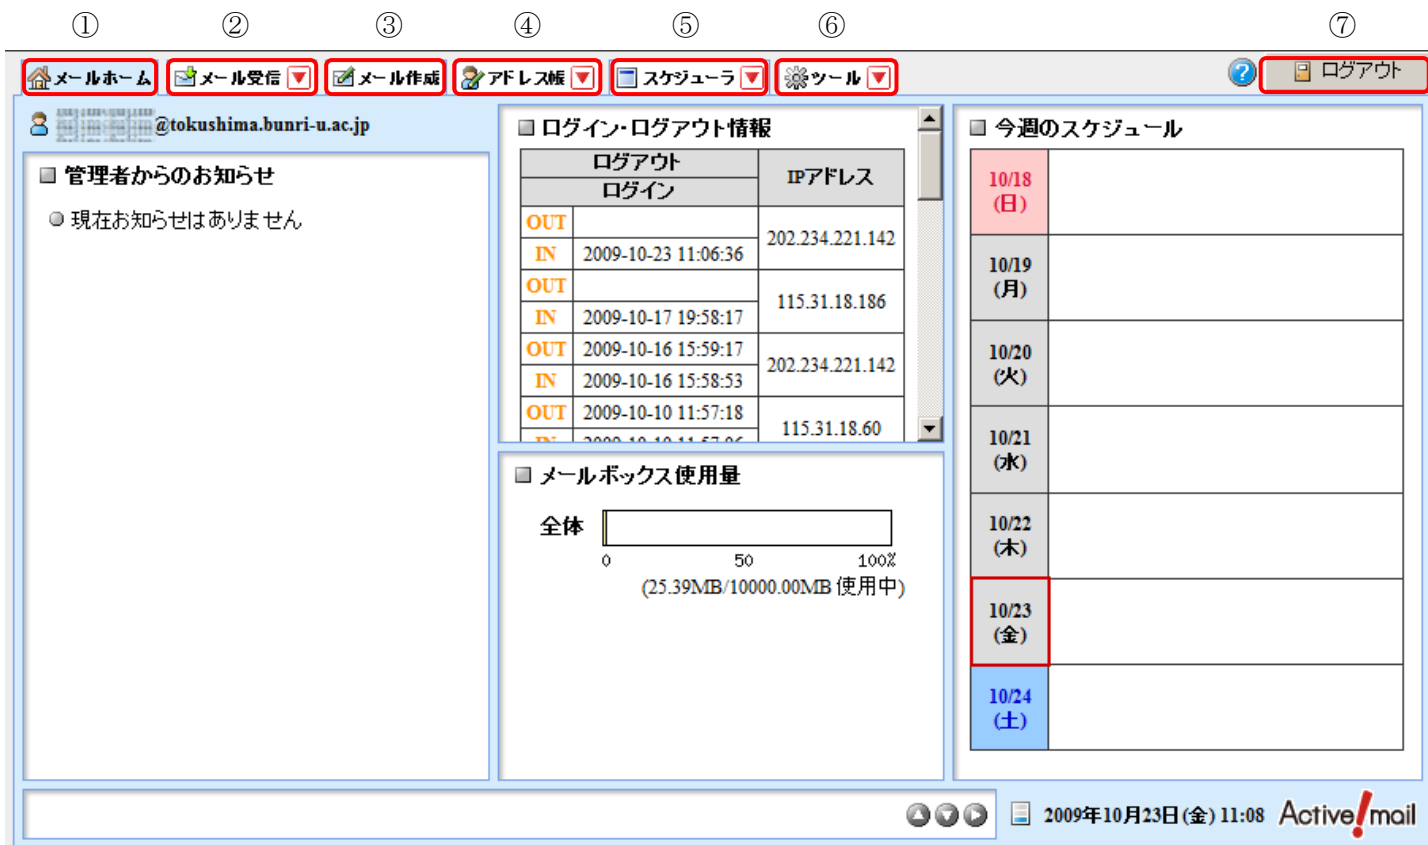 ① ② ③ ④ ⑤ ⑥ ⑦
メールホーム メール受信 メール作成 アドレス帳 スケジューラ ツール ? ログアウト
@tokushima.bunri-u.ac.jp
管理者からのお知らせ
現在お知らせはありません
ログイン・ログアウト情報
ログアウト IPアドレス
ログイン
OUT 202.234.221.142
IN 2009-10-23 11:06:36
OUT 115.31.18.186
IN 2009-10-17 19:58:17
OUT 2009-10-16 15:59:17 202.234.221.142
IN 2009-10-16 15:58:53
OUT 2009-10-10 11:57:18 115.31.18.60
メールボックス使用量
全体
0 50 100%
(25.39MB/10000.00MB 使用中)
今週のスケジュール
10/18
(日)
10/19
(月)
10/20
(火)
10/21
(水)
10/22
(木)
10/23
(金)
10/24
(土)
2009年10月23日(金) 11:08 Active!mail